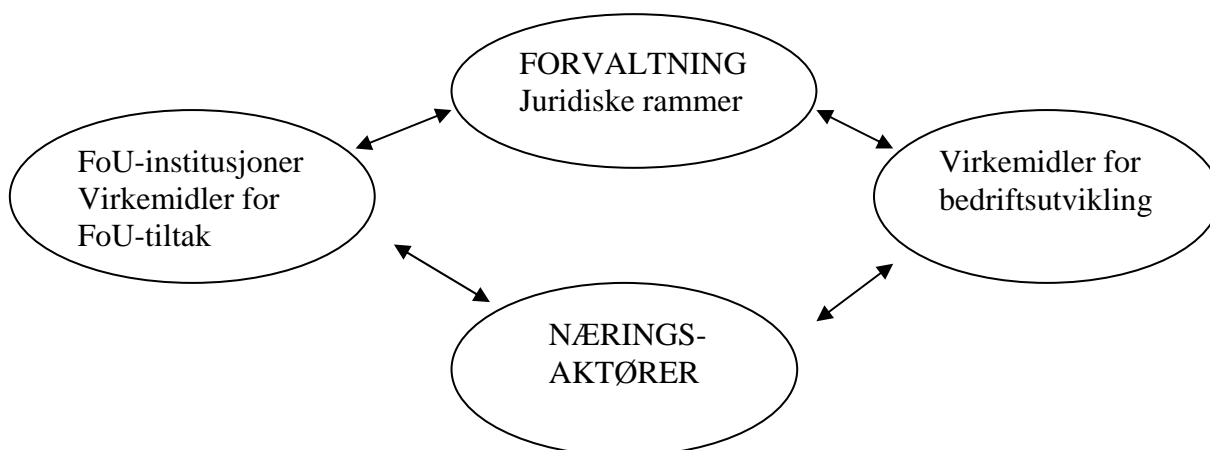 FORVALTNING
Juridiske rammer
FoU-institusjoner
Virkemidler for
FoU-tiltak
Virkemidler for
bedriftsutvikling
NÆRINGS-
AKTØRER